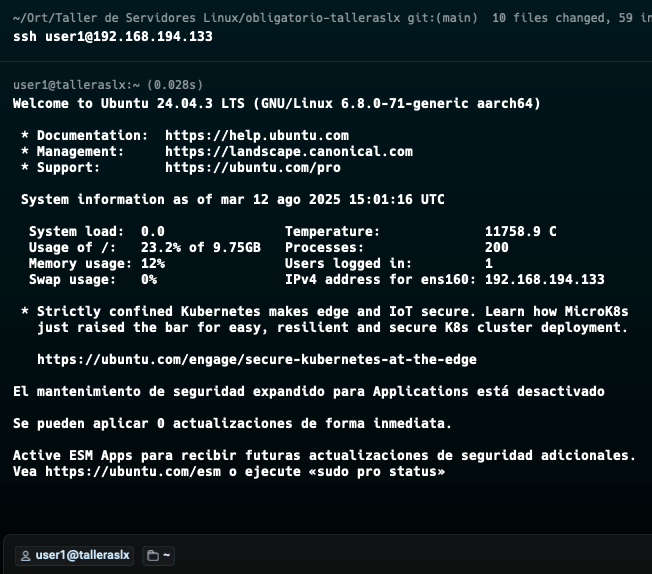 ~/Ort/Taller de Servidores Linux/obligatorio-talleraslx git:(main)  10 files changed, 59 in
ssh user1@192.168.194.133
user1@talleraslx:~ (0.028s)
Welcome to Ubuntu 24.04.3 LTS (GNU/Linux 6.8.0-71-generic aarch64)
 * Documentation:  https://help.ubuntu.com
 * Management:     https://landscape.canonical.com
 * Support:        https://ubuntu.com/pro
 System information as of mar 12 ago 2025 15:01:16 UTC
  System load:  0.0               Temperature:             11758.9 C
  Usage of /:   23.2% of 9.75GB   Processes:               200
  Memory usage: 12%               Users logged in:         1
  Swap usage:   0%                IPv4 address for ens160: 192.168.194.133
 * Strictly confined Kubernetes makes edge and IoT secure. Learn how MicroK8s
   just raised the bar for easy, resilient and secure K8s cluster deployment.
   https://ubuntu.com/engage/secure-kubernetes-at-the-edge
El mantenimiento de seguridad expandido para Applications está desactivado
Se pueden aplicar 0 actualizaciones de forma inmediata.
Active ESM Apps para recibir futuras actualizaciones de seguridad adicionales.
Vea https://ubuntu.com/esm o ejecute «sudo pro status»
user1@talleraslx ~